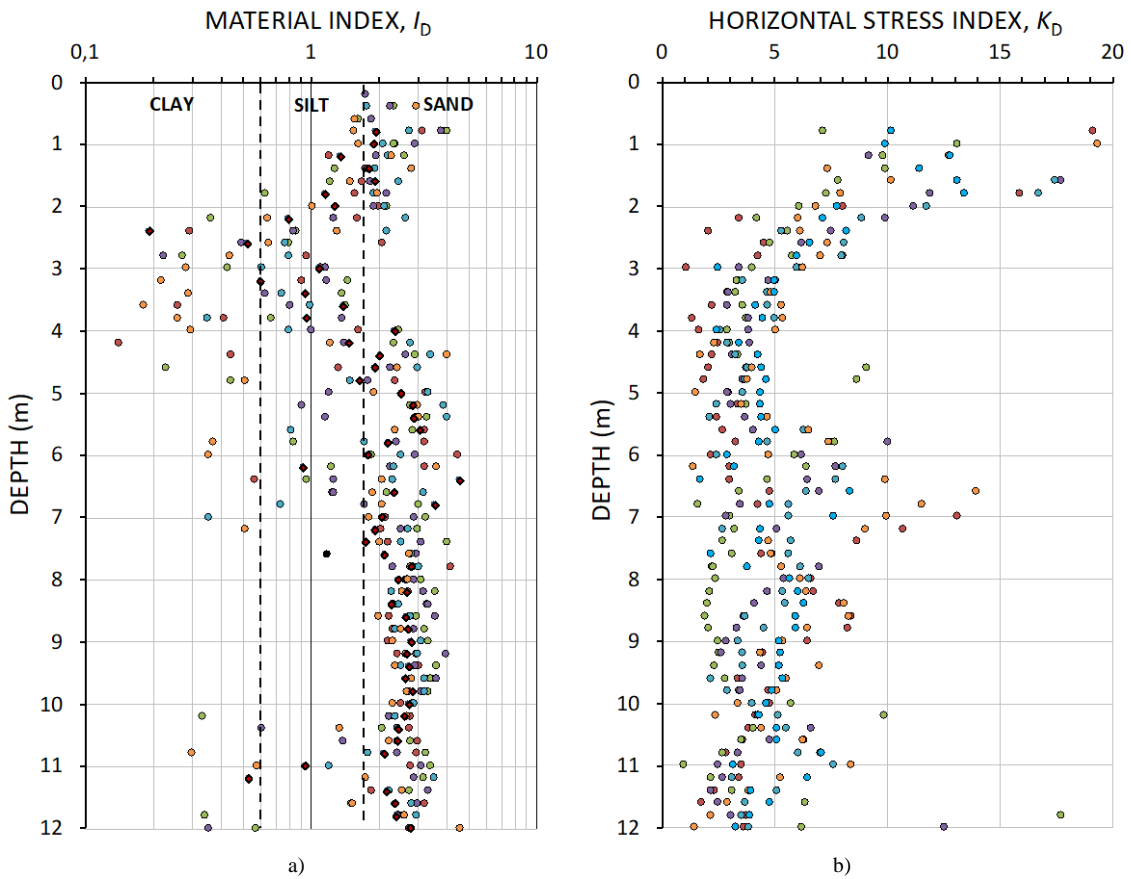 MATERIAL INDEX, ID
0,1 1 10
CLAY SILT SAND
DEPTH (m)
0
1
2
3
4
5
6
7
8
9
10
11
12
a)
HORIZONTAL STRESS INDEX, KD
0 5 10 15 20
DEPTH (m)
0
1
2
3
4
5
6
7
8
9
10
11
12
b)